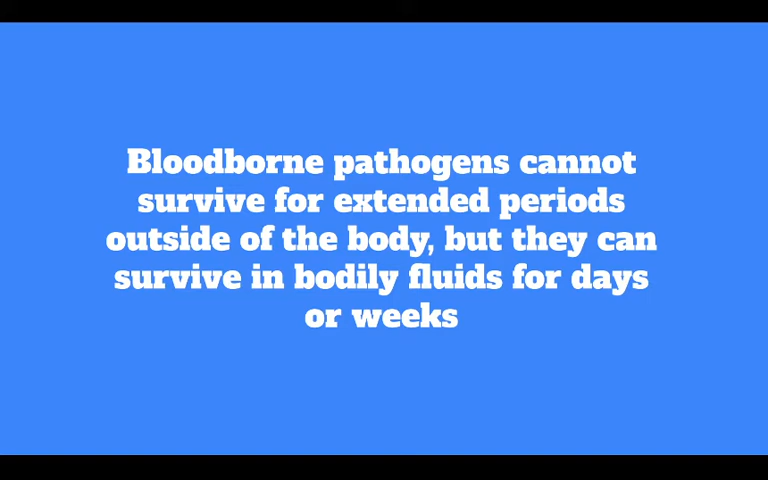 Bloodborne pathogens cannot
survive for extended periods
outside of the body, but they can
survive in bodily fluids for days
or weeks